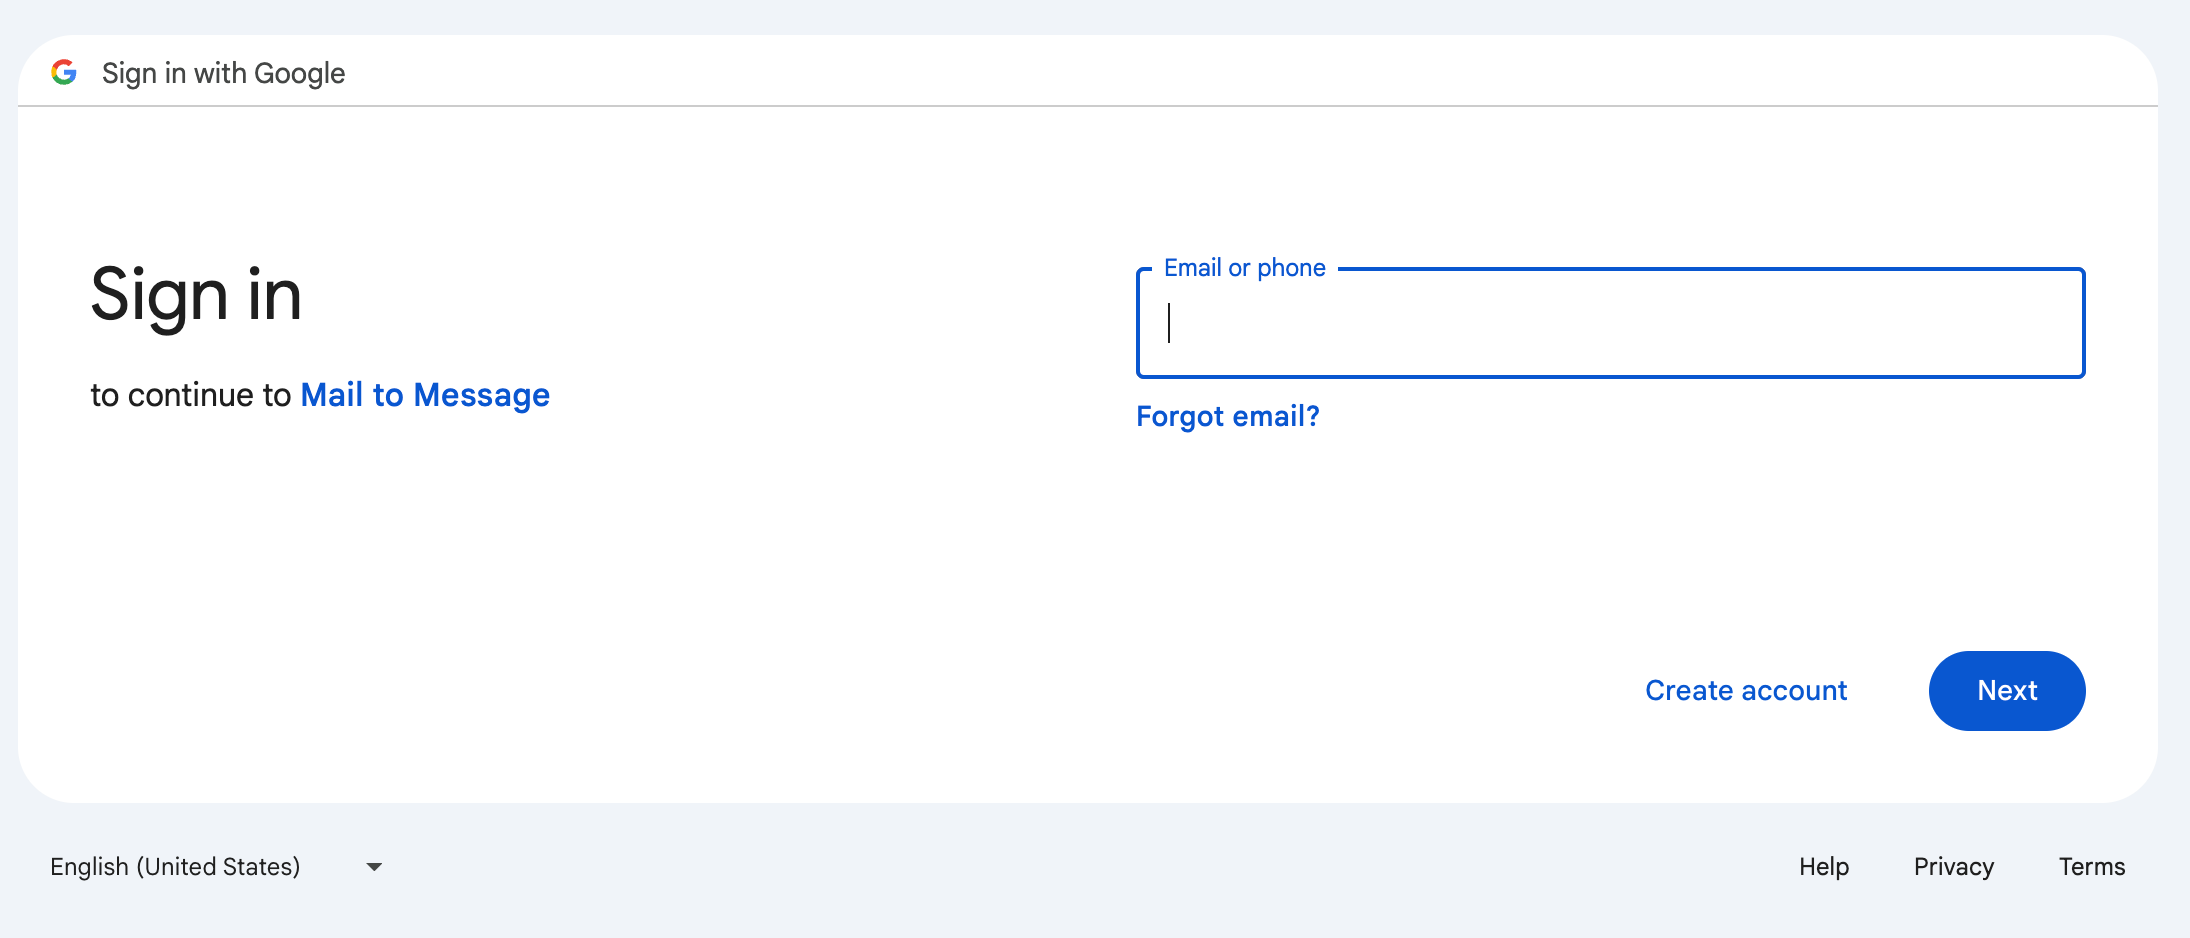 Sign in with Google
Sign in
to continue to Mail to Message
Email or phone
Forgot email?
Create account
Next
English (United States)
Help
Privacy
Terms